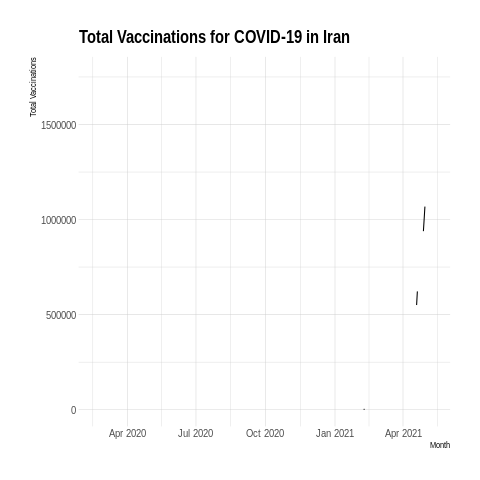 Total Vaccinations for COVID-19 in Iran
Total Vaccinations
1500000
1000000
500000
0
Apr 2020 Jul 2020 Oct 2020 Jan 2021 Apr 2021
Month